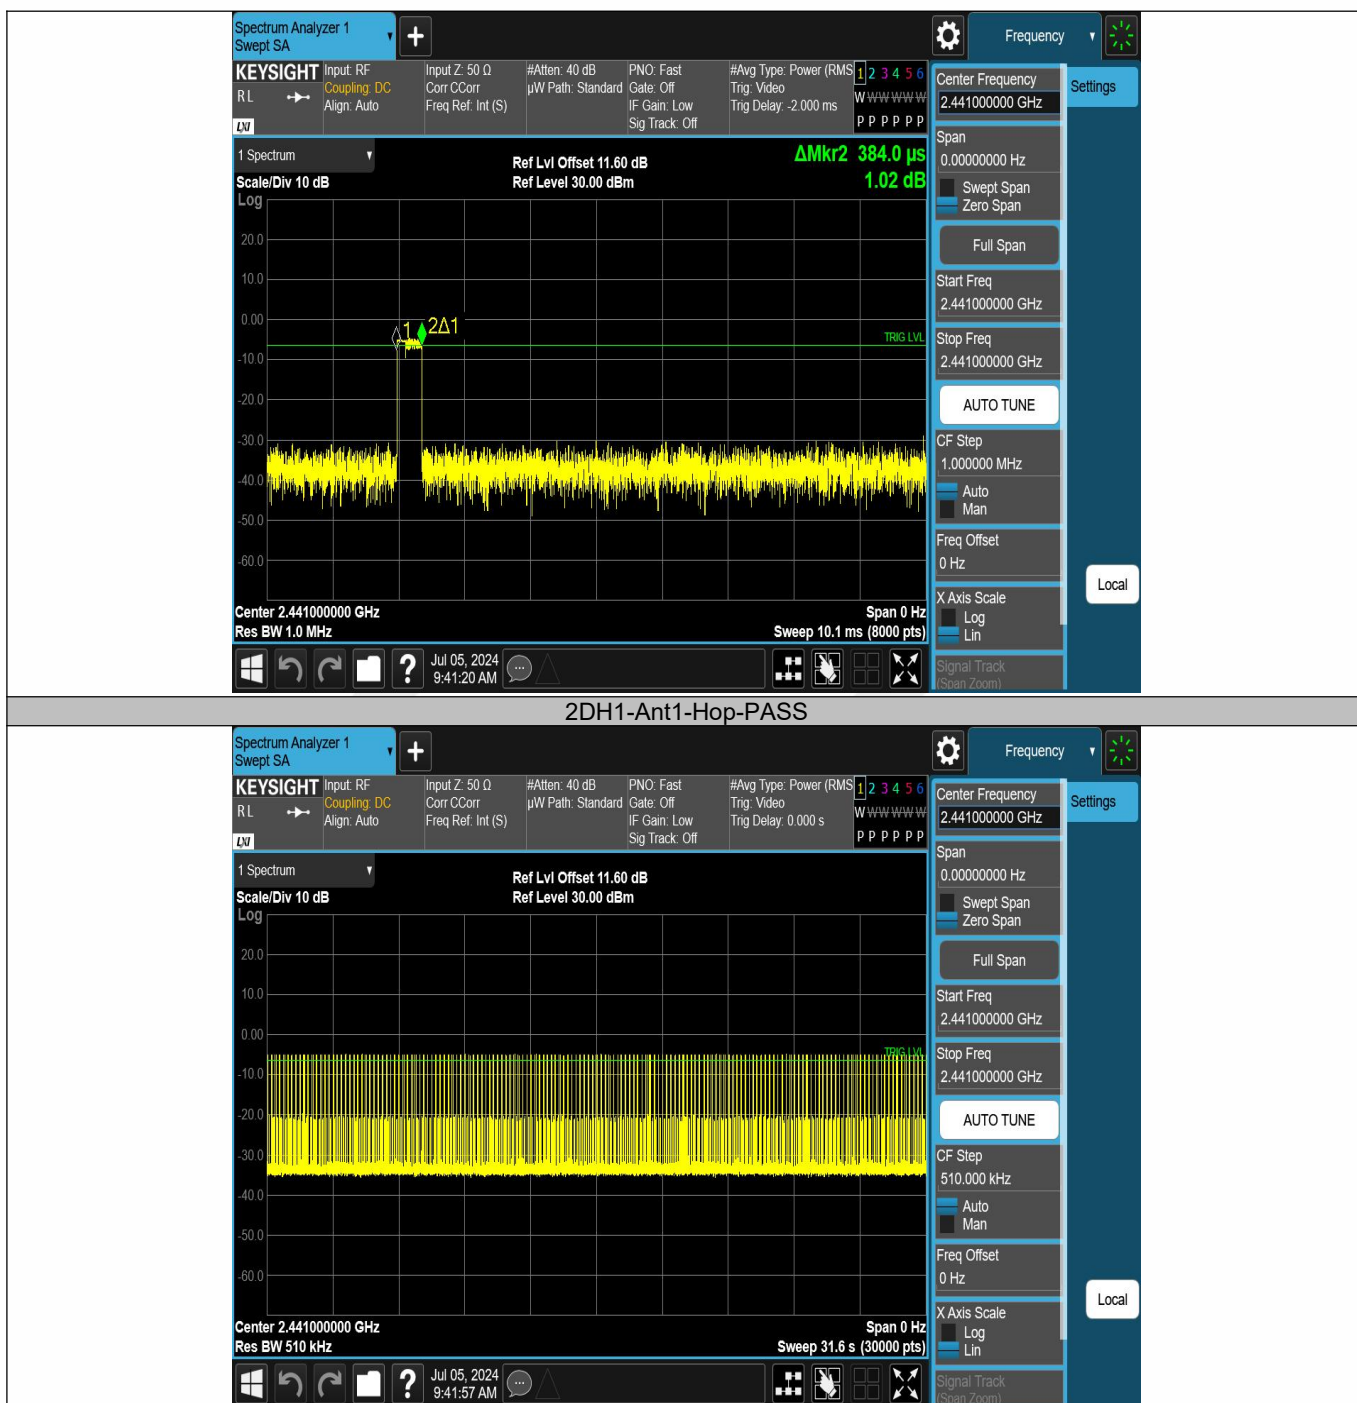 Spectrum Analyzer 1
Swept SA
+
Frequency
KEYSIGHT
R L
LXI
Input: RF
Coupling: DC
Align: Auto
Input Z: 50 Ω
Corr CCorr
Freq Ref: Int (S)
#Atten: 40 dB
µW Path: Standard
PNO: Fast
Gate: Off
IF Gain: Low
Sig Track: Off
#Avg Type: Power (RMS
Trig: Video
Trig Delay: -2.000 ms
1 2 3 4 5 6
W W W W W W
P P P P P P
1 Spectrum
Scale/Div 10 dB
Log
Ref Lvl Offset 11.60 dB
Ref Level 30.00 dBm
ΔMkr2 384.0 µs
1.02 dB
20.0
10.0
0.00
-10.0
-20.0
-30.0
-40.0
-50.0
-60.0
1
2Δ1
TRIG LVL
Center 2.441000000 GHz
Res BW 1.0 MHz
Span 0 Hz
Sweep 10.1 ms (8000 pts)
Jul 05, 2024
9:41:20 AM
Center Frequency
2.441000000 GHz
Settings
Span
0.00000000 Hz
Swept Span
Zero Span
Full Span
Start Freq
2.441000000 GHz
Stop Freq
2.441000000 GHz
AUTO TUNE
CF Step
1.000000 MHz
Auto
Man
Freq Offset
0 Hz
Local
X Axis Scale
Log
Lin
Signal Track
(Span Zoom)
2DH1-Ant1-Hop-PASS
Spectrum Analyzer 1
Swept SA
+
Frequency
KEYSIGHT
R L
LXI
Input: RF
Coupling: DC
Align: Auto
Input Z: 50 Ω
Corr CCorr
Freq Ref: Int (S)
#Atten: 40 dB
µW Path: Standard
PNO: Fast
Gate: Off
IF Gain: Low
Sig Track: Off
#Avg Type: Power (RMS
Trig: Video
Trig Delay: 0.000 s
1 2 3 4 5 6
W W W W W W
P P P P P P
1 Spectrum
Scale/Div 10 dB
Log
Ref Lvl Offset 11.60 dB
Ref Level 30.00 dBm
20.0
10.0
0.00
-10.0
-20.0
-30.0
-40.0
-50.0
-60.0
TRIG LVL
Center 2.441000000 GHz
Res BW 510 kHz
Span 0 Hz
Sweep 31.6 s (30000 pts)
Jul 05, 2024
9:41:57 AM
Center Frequency
2.441000000 GHz
Settings
Span
0.00000000 Hz
Swept Span
Zero Span
Full Span
Start Freq
2.441000000 GHz
Stop Freq
2.441000000 GHz
AUTO TUNE
CF Step
510.000 kHz
Auto
Man
Freq Offset
0 Hz
Local
X Axis Scale
Log
Lin
Signal Track
(Span Zoom)